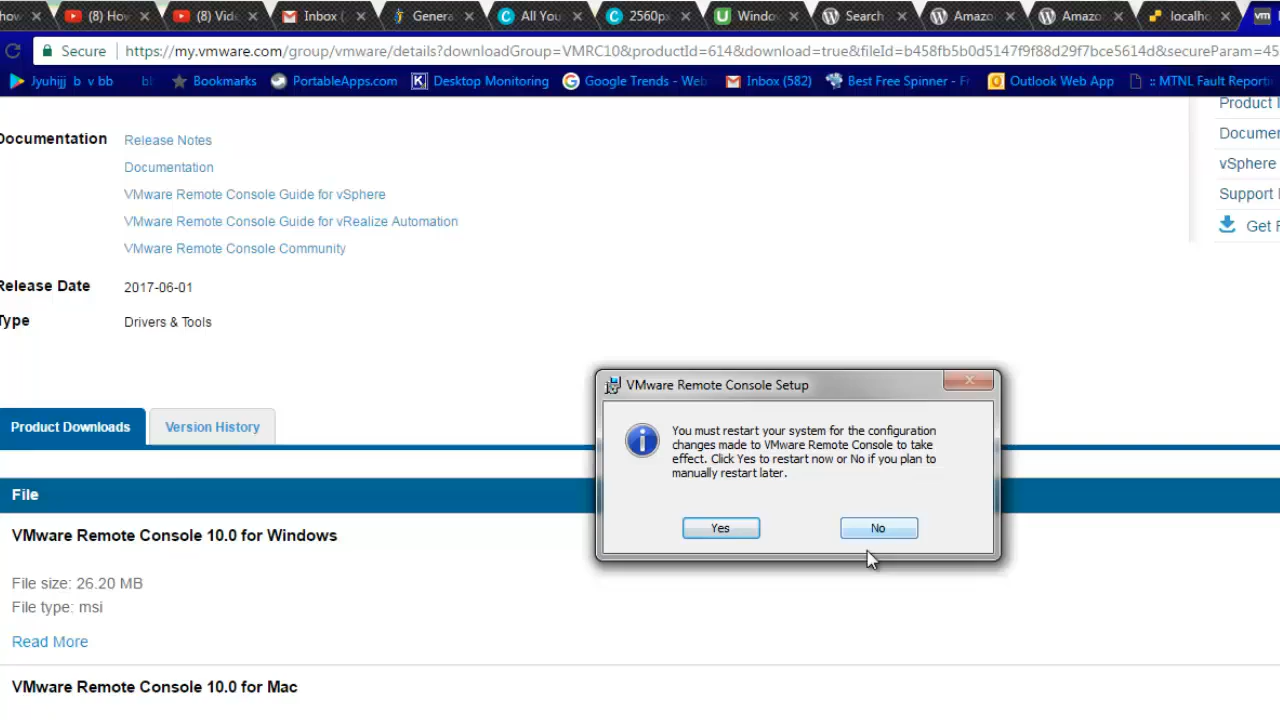 how
(8) Hov
(8) Vid
Inbox (
Genera
All You
2560p
Windo
Search
Amazo
Amazo
localho
vm
Secure
https://my.vmware.com/group/vmware/details?downloadGroup=VMRC10&productId=614&download=true&fileId=b458fb5b0d5147f9f88d29f7bce5614d&secureParam=45
Jyuhijj b v bb
bl
Bookmarks
PortableApps.com
Desktop Monitoring
Google Trends - Web
Inbox (582)
Best Free Spinner - Fr
Outlook Web App
:: MTNL Fault Reportin
Product I
Documentation
Release Notes
Documen
Documentation
vSphere
VMware Remote Console Guide for vSphere
Support
VMware Remote Console Guide for vRealize Automation
Get F
VMware Remote Console Community
Release Date
2017-06-01
Type
Drivers & Tools
VMware Remote Console Setup
You must restart your system for the configuration
changes made to VMware Remote Console to take
effect. Click Yes to restart now or No if you plan to
manually restart later.
Yes
No
Product Downloads
Version History
File
VMware Remote Console 10.0 for Windows
File size: 26.20 MB
File type: msi
Read More
VMware Remote Console 10.0 for Mac